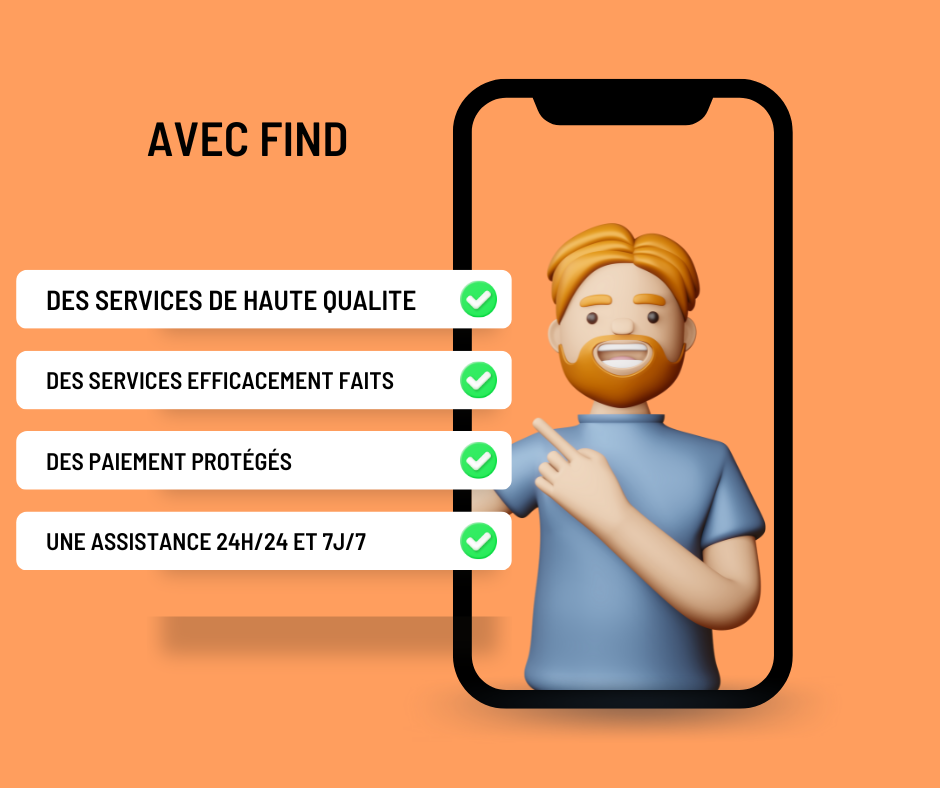 AVEC FIND
DES SERVICES DE HAUTE QUALITE
DES SERVICES EFFICACEMENT FAITS
DES PAIEMENT PROTÉGÉS
UNE ASSISTANCE 24H/24 ET 7J/7